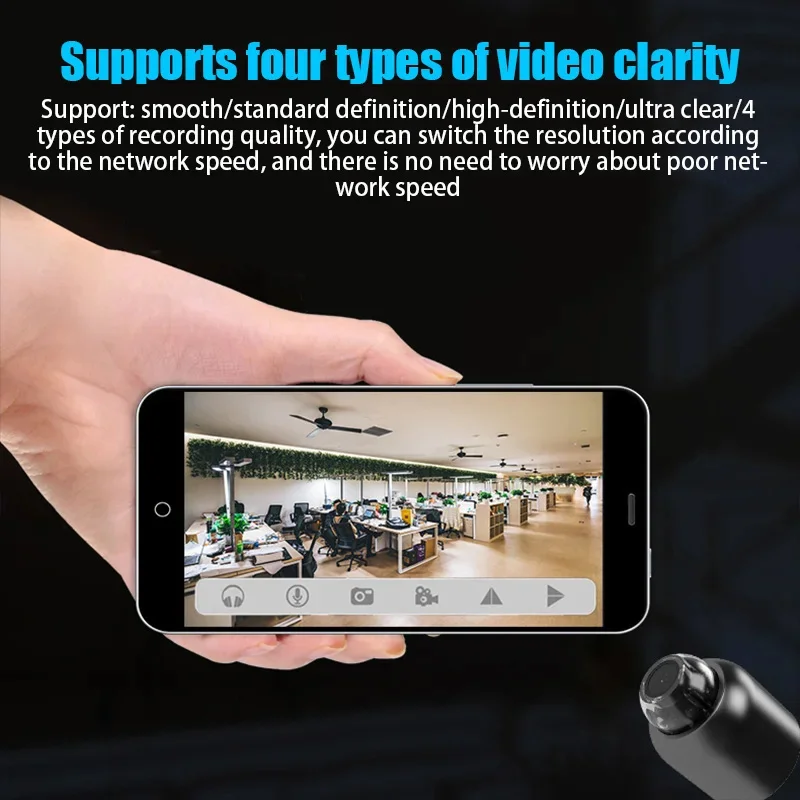 Supports four types of video clarity
Support: smooth/standard definition/high-definition/ultra clear/4
types of recording quality, you can switch the resolution according
to the network speed, and there is no need to worry about poor net-
work speed